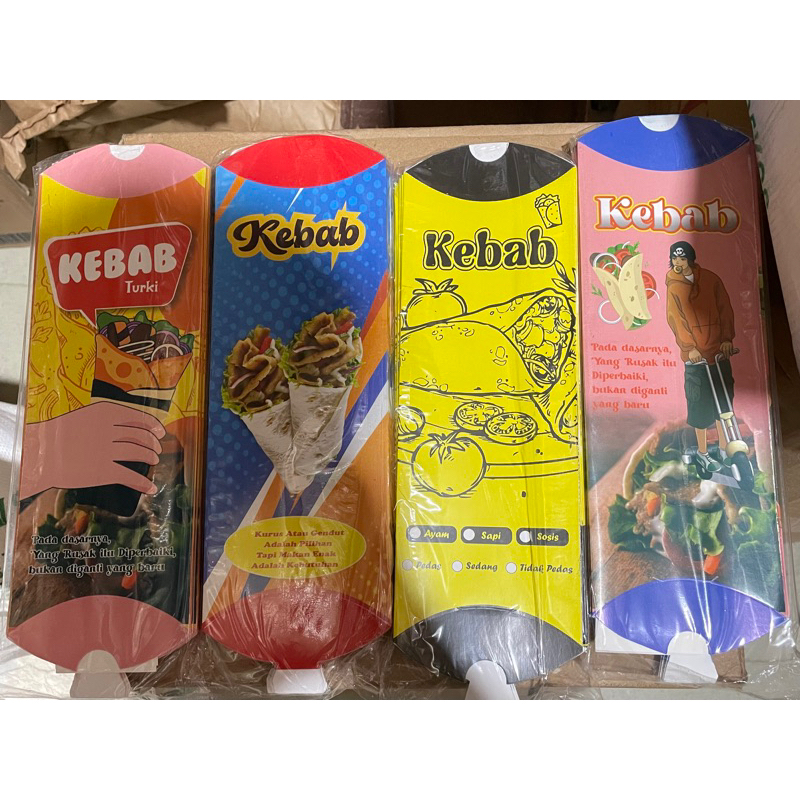 KEBAB
Turki
Pada dasarnya,
Yang Rusak itu Diperbaiki,
bukan diganti yang baru
Kebab
Kurus Atau Gendut
Adalah Pilihan
Tapi Makan Enak
Adalah Kebutuhan
Kebab
Ayam Sapi Sosis
Pedas Sedang Tidak Pedas
Kebab
Pada dasarnya,
Yang Rusak itu
Diperbaiki,
bukan diganti
yang baru